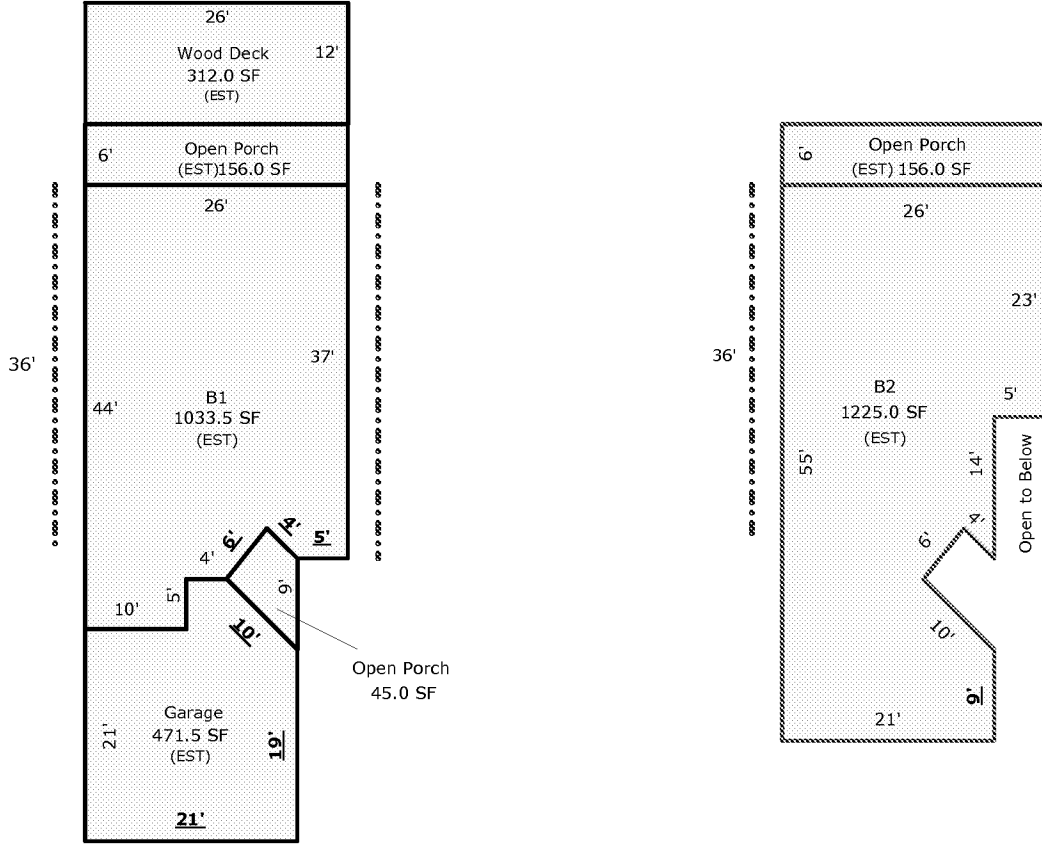 26'
Wood Deck
12'
312.0 SF
(EST)
6'
Open Porch
(EST)156.0 SF
26'
36'
37'
44'
B1
1033.5 SF
(EST)
6'
4'
5'
4'
5'
9'
10'
10'
Open Porch
45.0 SF
Garage
471.5 SF
(EST)
21'
19'
21'
6'
Open Porch
(EST) 156.0 SF
26'
23'
36'
B2
1225.0 SF
(EST)
5'
55'
14'
Open to Below
4'
6'
10'
9'
21'